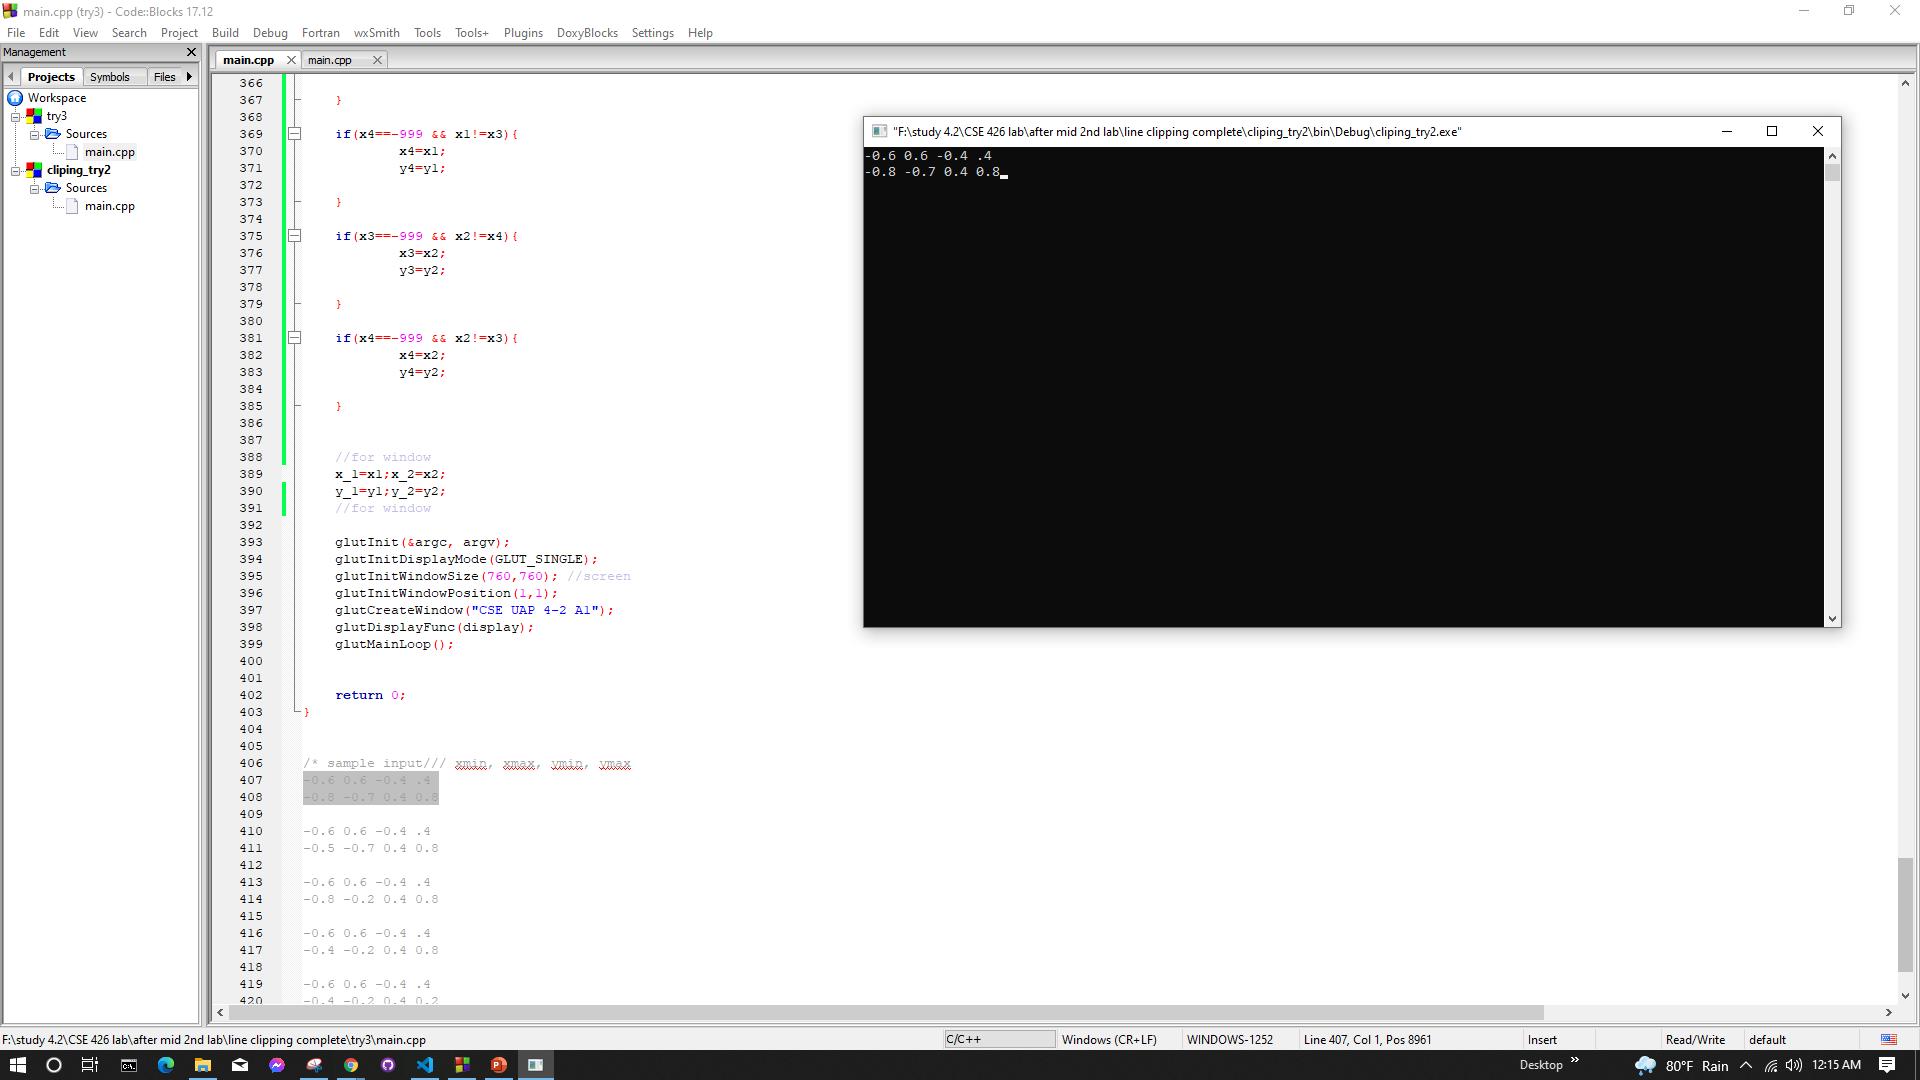 main.cpp (try3) - Code::Blocks 17.12
File Edit View Search Project Build Debug Fortran wxSmith Tools Tools+ Plugins DoxyBlocks Settings Help
Management
main.cpp main.cpp
Projects Symbols Files
Workspace
try3
Sources
main.cpp
cliping_try2
Sources
main.cpp
366
367 }
368
369 if(x4==-999 && x1!=x3){
370 x4=x1;
371 y4=y1;
372
373 }
374
375 if(x3==-999 && x2!=x4){
376 x3=x2;
377 y3=y2;
378
379 }
380
381 if(x4==-999 && x2!=x3){
382 x4=x2;
383 y4=y2;
384
385 }
386
387
388 //for window
389 x_1=x1;x_2=x2;
390 y_1=y1;y_2=y2;
391 //for window
392
393 glutInit(&argc, argv);
394 glutInitDisplayMode(GLUT_SINGLE);
395 glutInitWindowSize(760,760); //screen
396 glutInitWindowPosition(1,1);
397 glutCreateWindow("CSE UAP 4-2 A1");
398 glutDisplayFunc(display);
399 glutMainLoop();
400
401
402 return 0;
403 }
404
405
406 /* sample input/// xmin, xmax, ymin, ymax
407 -0.6 0.6 -0.4 .4
408 -0.8 -0.7 0.4 0.8
409
410 -0.6 0.6 -0.4 .4
411 -0.5 -0.7 0.4 0.8
412
413 -0.6 0.6 -0.4 .4
414 -0.8 -0.2 0.4 0.8
415
416 -0.6 0.6 -0.4 .4
417 -0.4 -0.2 0.4 0.8
418
419 -0.6 0.6 -0.4 .4
420 -0.4 -0.2 0.4 0.2
"F:\study 4.2\CSE 426 lab\after mid 2nd lab\line clipping complete\cliping_try2\bin\Debug\cliping_try2.exe"
-0.6 0.6 -0.4 .4
-0.8 -0.7 0.4 0.8
F:\study 4.2\CSE 426 lab\after mid 2nd lab\line clipping complete\try3\main.cpp C/C++ Windows (CR+LF) WINDOWS-1252 Line 407, Col 1, Pos 8961 Insert Read/Write default
Desktop 80°F Rain 12:15 AM